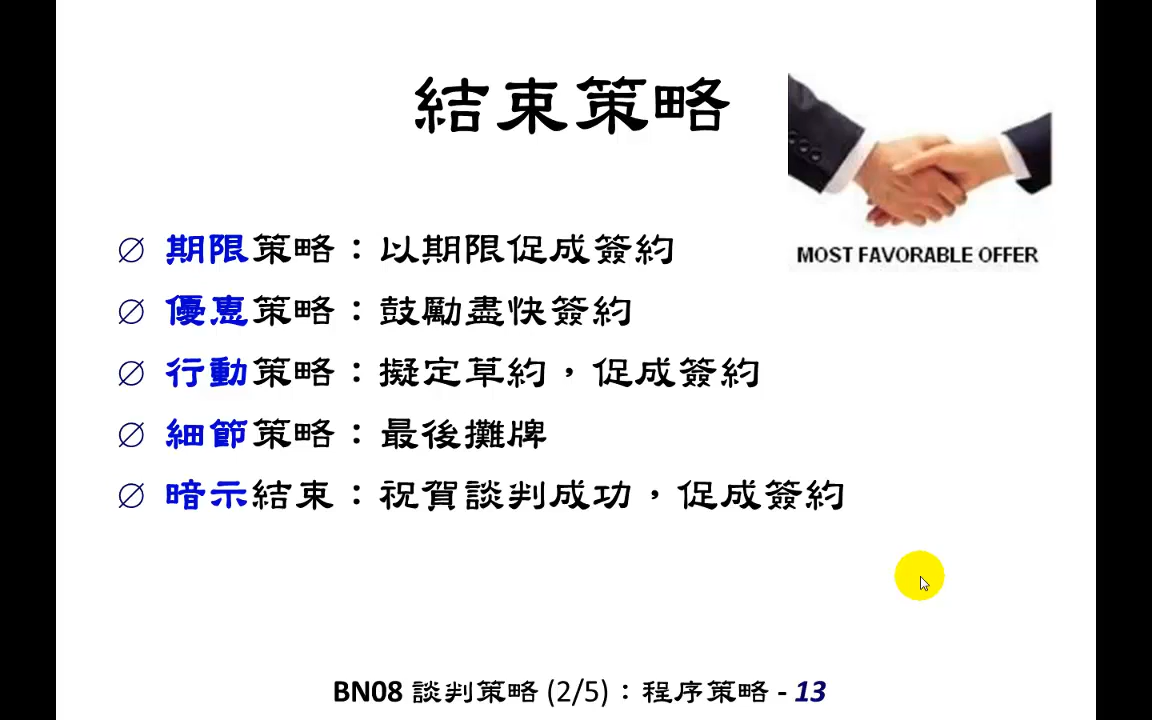 結束策略
MOST FAVORABLE OFFER
期限策略：以期限促成簽約
優惠策略：鼓勵盡快簽約
行動策略：擬定草約，促成簽約
細節策略：最後攤牌
暗示結束：祝賀談判成功，促成簽約
BN08 談判策略 (2/5)：程序策略 - 13